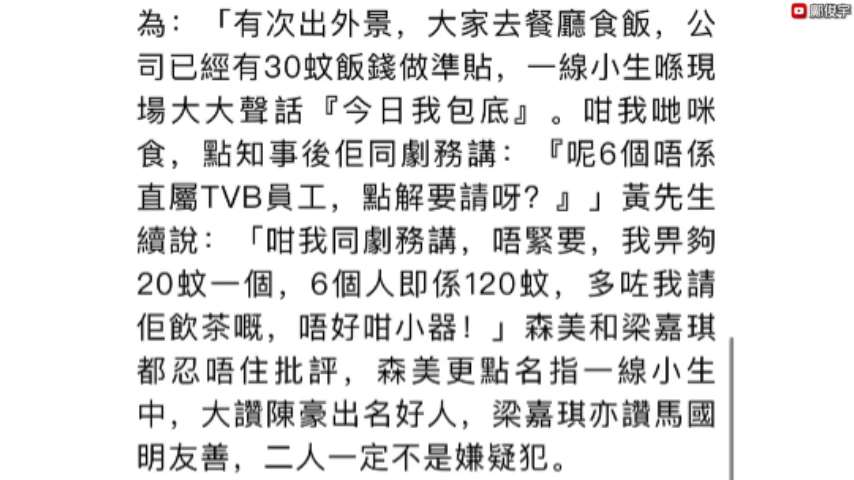 鄺俊宇
為：「有次出外景，大家去餐廳食飯，公
司已經有30蚊飯錢做準貼，一線小生喺現
場大大聲話『今日我包底』。咁我哋咪
食，點知事後佢同劇務講：『呢6個唔係
直屬TVB員工，點解要請呀？』」黃先生
續說：「咁我同劇務講，唔緊要，我畀夠
20蚊一個，6個人即係120蚊，多咗我請
佢飲茶嘅，唔好咁小器！」森美和梁嘉琪
都忍唔住批評，森美更點名指一線小生
中，大讚陳豪出名好人，梁嘉琪亦讚馬國
明友善，二人一定不是嫌疑犯。